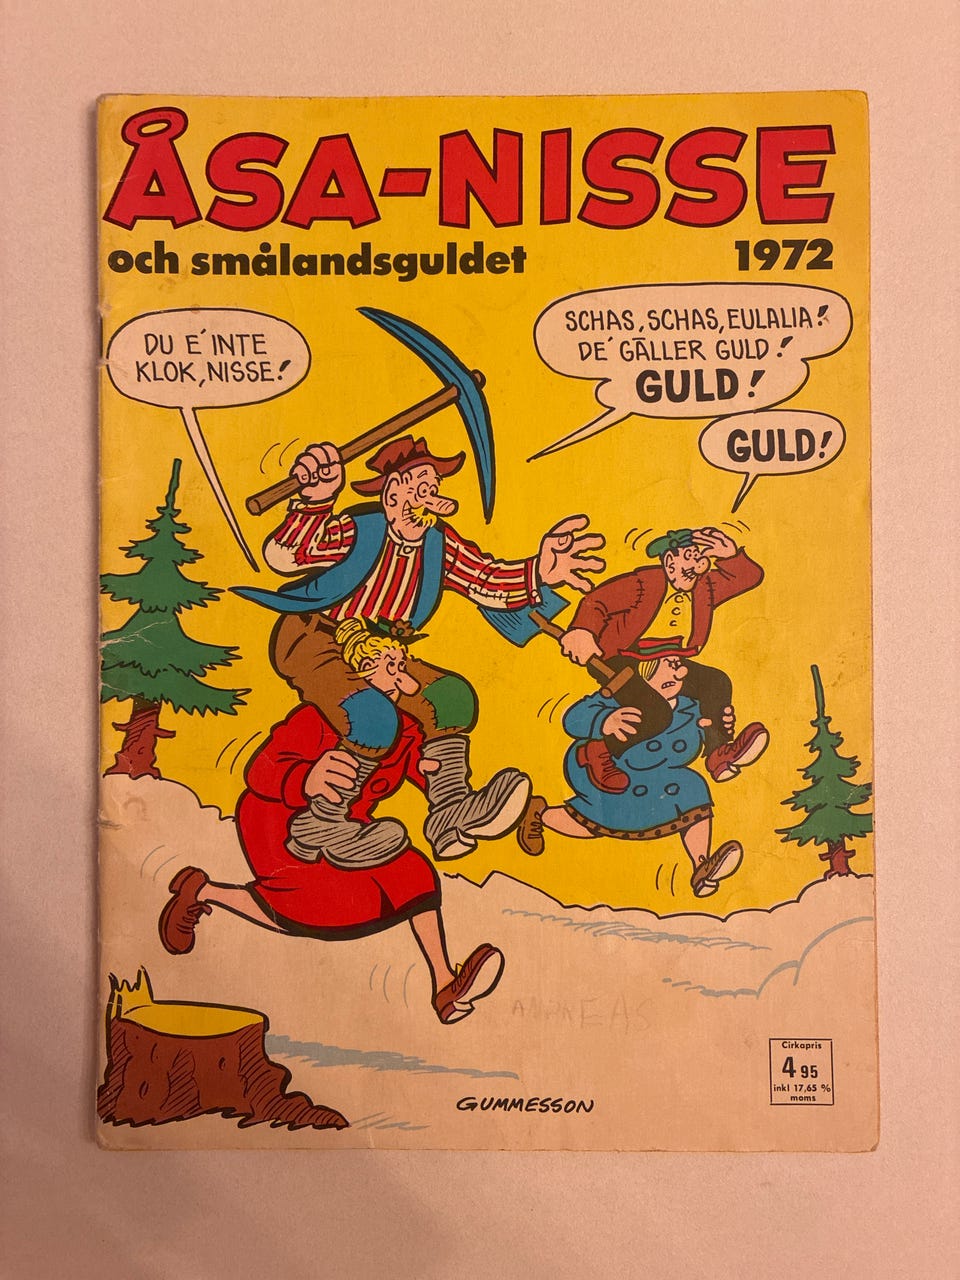 ÅSA-NISSE
och smålandsguldet 1972
DU E´INTE
KLOK, NISSE!
SCHAS, SCHAS, EULALIA!
DE´ GÄLLER GULD!
GULD!
GULD!
Cirkapris
4 95
inkl 17,65 %
moms
GUMMESSON